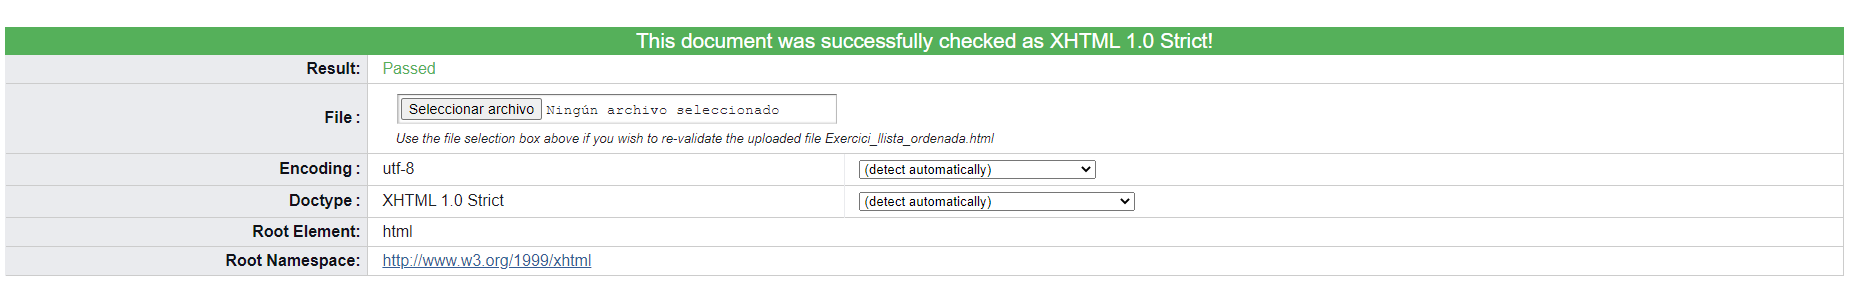 This document was successfully checked as XHTML 1.0 Strict!
Result: Passed
File : Seleccionar archivo Ningún archivo seleccionado
Use the file selection box above if you wish to re-validate the uploaded file Exercici_llista_ordenada.html
Encoding : utf-8 (detect automatically)
Doctype : XHTML 1.0 Strict (detect automatically)
Root Element: html
Root Namespace: http://www.w3.org/1999/xhtml